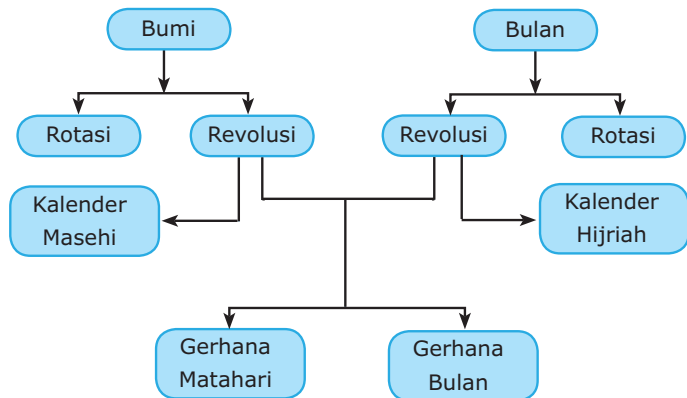 Bumi
Bulan
Rotasi
Revolusi
Revolusi
Rotasi
Kalender
Masehi
Kalender
Hijriah
Gerhana
Matahari
Gerhana
Bulan